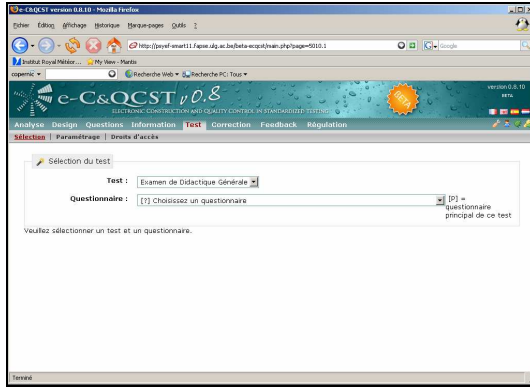 e-C&QCST version 0.8.10 - Mozilla Firefox
Fichier Édition Affichage Historique Marque-pages Outils ?
http://psyef-smart11.fapse.ulg.ac.be/beta-ecqcst/main.php?page=5010.1
Google
Institut Royal Météor... My View - Mantis
copernic Recherche Web Recherche PC: Tous
e-C&QCST v0.8
ELECTRONIC CONSTRUCTION AND QUALITY CONTROL IN STANDARDIZED TESTING
BETA
version 0.8.10
BETA
Analyse Design Questions Information Test Correction Feedback Régulation
Sélection | Paramétrage | Droits d'accès
Sélection du test
Test : Examen de Didactique Générale
Questionnaire : [?] Choisissez un questionnaire
[P] =
questionnaire
principal de ce test
Veuillez sélectionner un test et un questionnaire.
Terminé